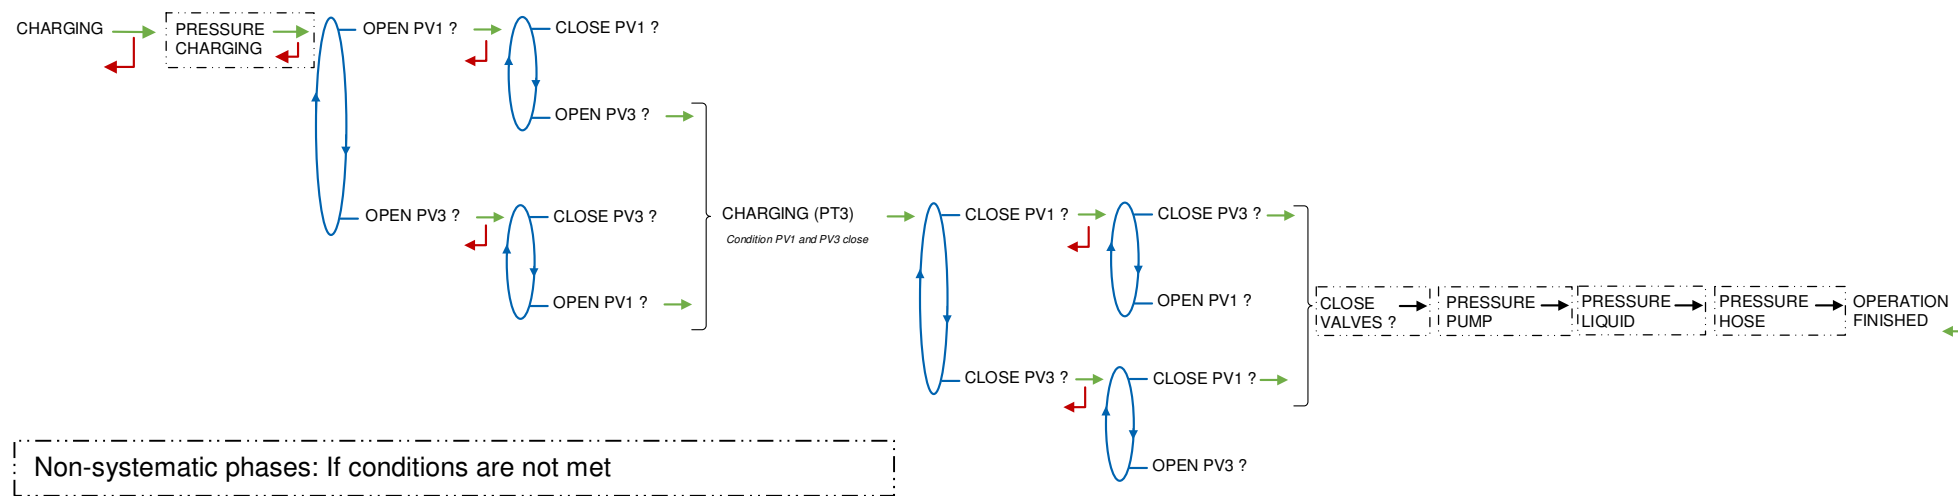 CHARGING
PRESSURE
CHARGING
OPEN PV1 ?
CLOSE PV1 ?
OPEN PV3 ?
OPEN PV3 ?
CLOSE PV3 ?
OPEN PV1 ?
CHARGING (PT3)
Condition PV1 and PV3 close
CLOSE PV1 ?
CLOSE PV3 ?
OPEN PV1 ?
CLOSE PV3 ?
CLOSE PV1 ?
OPEN PV3 ?
CLOSE
VALVES ?
PRESSURE
PUMP
PRESSURE
LIQUID
PRESSURE
HOSE
OPERATION
FINISHED
Non-systematic phases: If conditions are not met